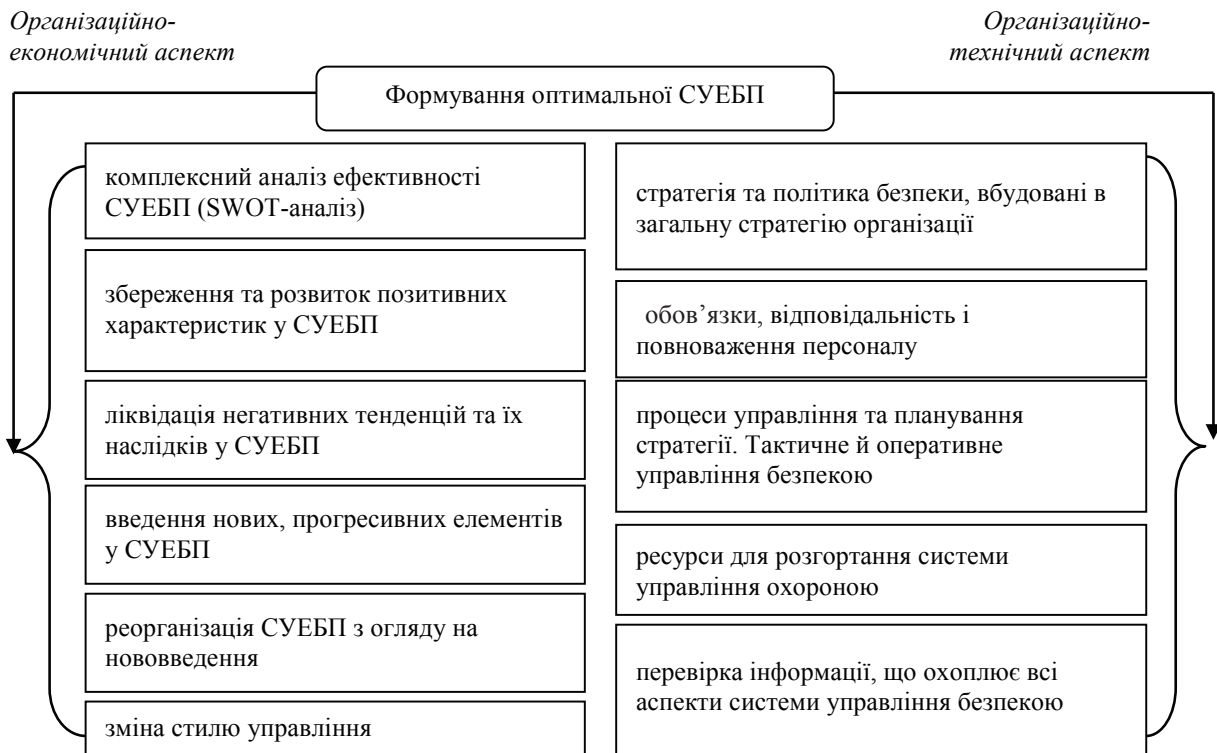 Організаційно-
економічний аспект
Організаційно-
технічний аспект
Формування оптимальної СУЕБП
комплексний аналіз ефективності
СУЕБП (SWOT-аналіз)
збереження та розвиток позитивних
характеристик у СУЕБП
ліквідація негативних тенденцій та їх
наслідків у СУЕБП
введення нових, прогресивних елементів
у СУЕБП
реорганізація СУЕБП з огляду на
нововведення
зміна стилю управління
стратегія та політика безпеки, вбудовані в
загальну стратегію організації
обов’язки, відповідальність і
повноваження персоналу
процеси управління та планування
стратегії. Тактичне й оперативне
управління безпекою
ресурси для розгортання системи
управління охороною
перевірка інформації, що охоплює всі
аспекти системи управління безпекою